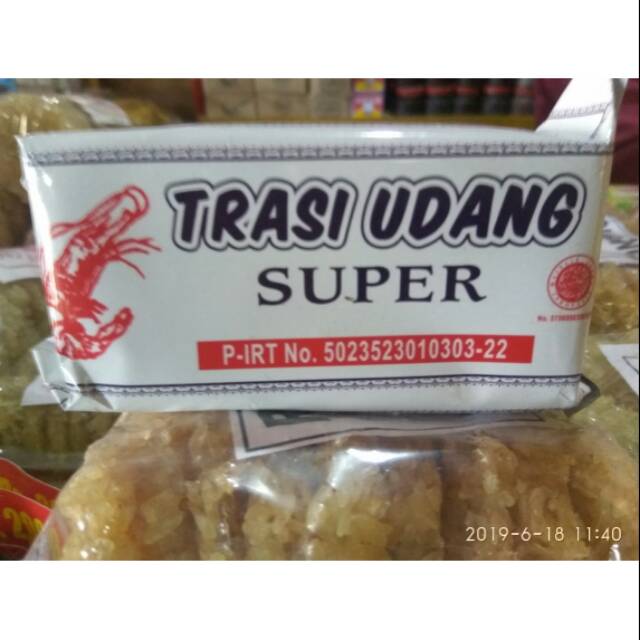 TRASI UDANG
SUPER
P-IRT No. 5023523010303-22
2019-6-18 11:40